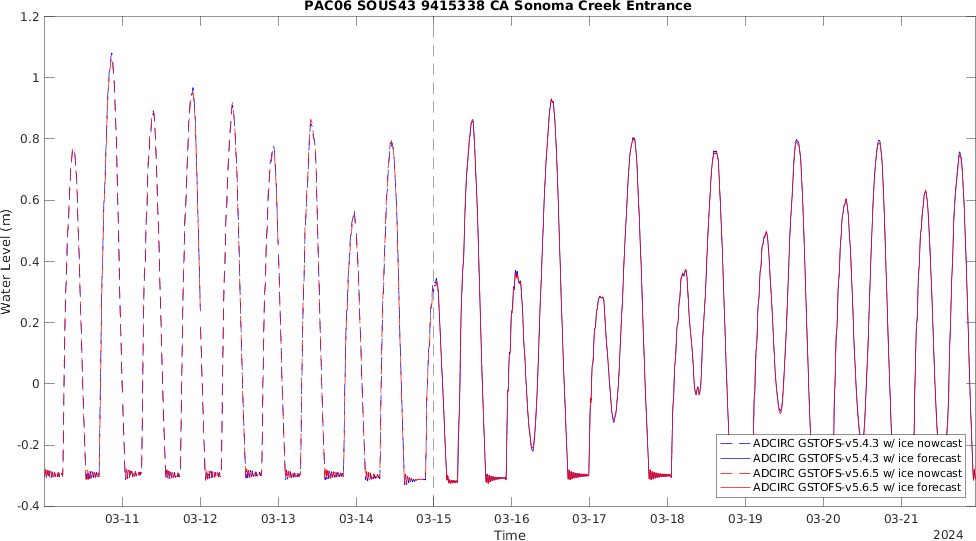 PAC06 SOUS43 9415338 CA Sonoma Creek Entrance
1.2
1
0.8
0.6
0.4
0.2
0
-0.2
-0.4
Water Level (m)
03-11 03-12 03-13 03-14 03-15 03-16 03-17 03-18 03-19 03-20 03-21
Time
2024
ADCIRC GSTOFS-v5.4.3 w/ ice nowcast
ADCIRC GSTOFS-v5.4.3 w/ ice forecast
ADCIRC GSTOFS-v5.6.5 w/ ice nowcast
ADCIRC GSTOFS-v5.6.5 w/ ice forecast